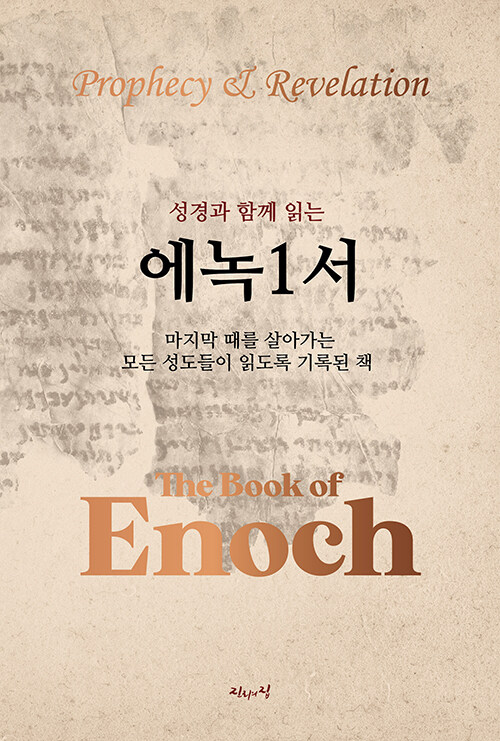 Prophecy & Revelation
성경과 함께 읽는
에녹1서
마지막 때를 살아가는
모든 성도들이 읽도록 기록된 책
The Book of
Enoch
진리의 집